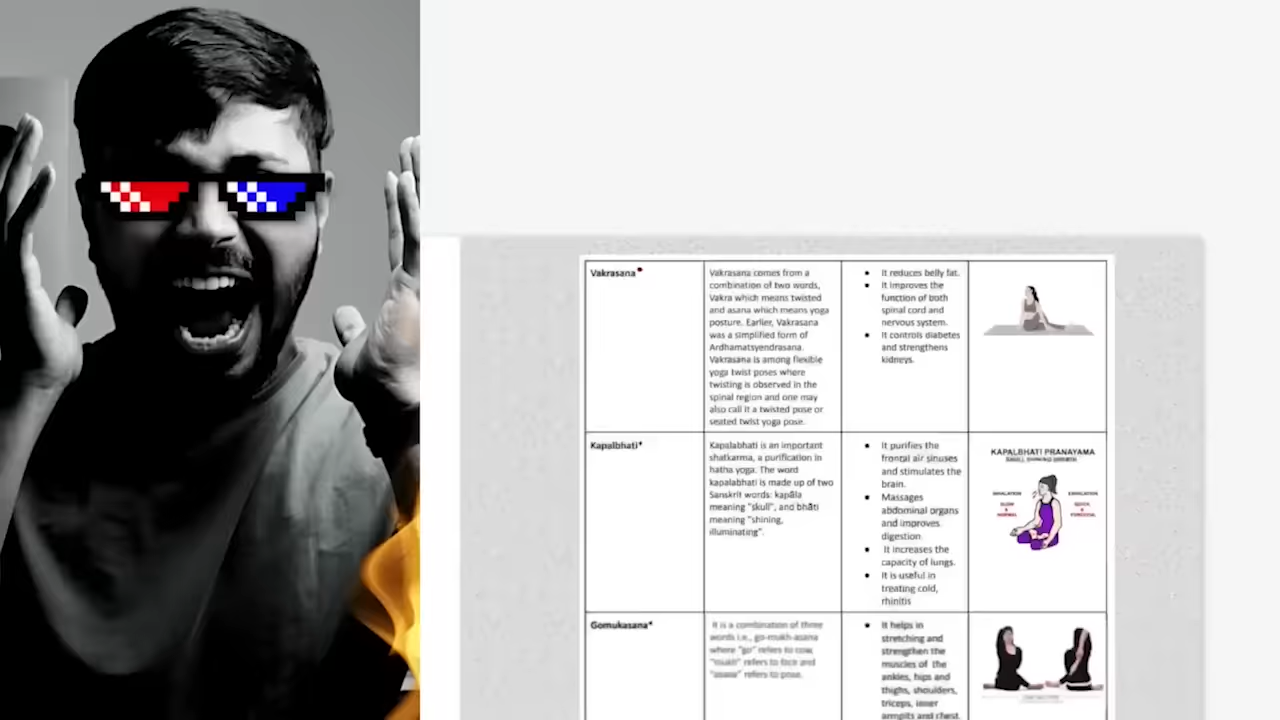 Vakrasana
Vakrasana comes from a
combination of two words,
Vakra which means twisted
and asana which means yoga
posture. Earlier, Vakrasana
was a simplified form of
Ardhamatsyendrasana.
Vakrasana is among flexible
yoga twist poses where
twisting is observed in the
spinal region and one may
also call it a twisted pose or
seated twist yoga pose.
• It reduces belly fat.
• It improves the
function of both
spinal cord and
nervous system.
• It controls diabetes
and strengthens
kidneys.
Kapalbhati*
Kapalabhati is an important
shatkarma, a purification in
hatha yoga. The word
kapalabhati is made up of two
Sanskrit words: kapāla
meaning "skull", and bhāti
meaning "shining,
illuminating".
• It purifies the
frontal air sinuses
and stimulates the
brain.
• Massages
abdominal organs
and improves
digestion.
• It increases the
capacity of lungs.
• It is useful in
treating cold,
rhinitis
KAPALBHATI PRANAYAMA
INHALATION
SLOW
&
NORMAL
EXHALATION
QUICK
&
FORCEFUL
Gomukasana*
It is a combination of three
words i.e., go-mukh-asana
where "go" refers to cow,
"mukh" refers to face and
"asana" refers to pose.
• It helps in
stretching and
strengthen the
muscles of the
ankles, hips and
thighs, shoulders,
triceps, inner
armpits and chest.